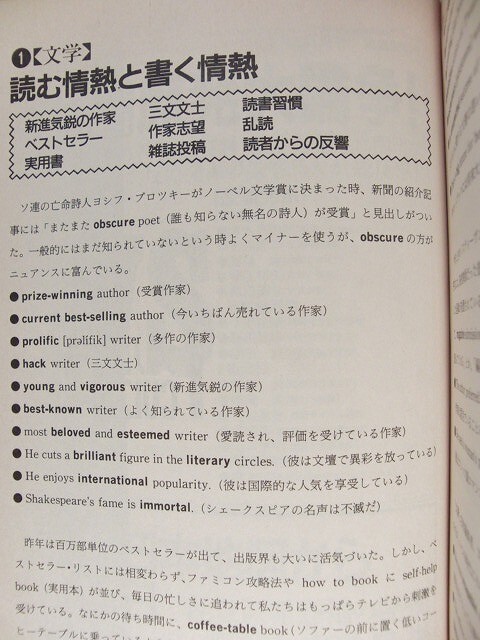 ❶【文学】
読む情熱と書く情熱
新進気鋭の作家 三文文士 読書習慣
ベストセラー 作家志望 乱読
実用書 雑誌投稿 読者からの反響
ソ連の亡命詩人ヨシフ・ブロツキーがノーベル文学賞に決まった時、新聞の紹介記
事には「またまた obscure poet（誰も知らない無名の詩人）が受賞」と見出しがつい
た。一般的にはまだ知られていないという時よくマイナーを使うが、obscure の方が
ニュアンスに富んでいる。
● prize-winning author（受賞作家）
● current best-selling author（今いちばん売れている作家）
● prolific [prəlífik] writer（多作の作家）
● hack writer（三文文士）
● young and vigorous writer（新進気鋭の作家）
● best-known writer（よく知られている作家）
● most beloved and esteemed writer（愛読され、評価を受けている作家）
● He cuts a brilliant figure in the literary circles.（彼は文壇で異彩を放っている）
● He enjoys international popularity.（彼は国際的な人気を享受している）
● Shakespeare's fame is immortal.（シェークスピアの名声は不滅だ）
昨年は百万部単位のベストセラーが出て、出版界も大いに活気づいた。しかし、ベ
ストセラー・リストには相変わらず、ファミコン攻略法や how to book に self-help
book（実用本）が並び、毎日の忙しさに追われて私たちはもっぱらテレビから刺激を
受けている。なにかの待ち時間に、coffee-table book（ソファーの前に置く低いコー
ヒーテーブルに乗っている